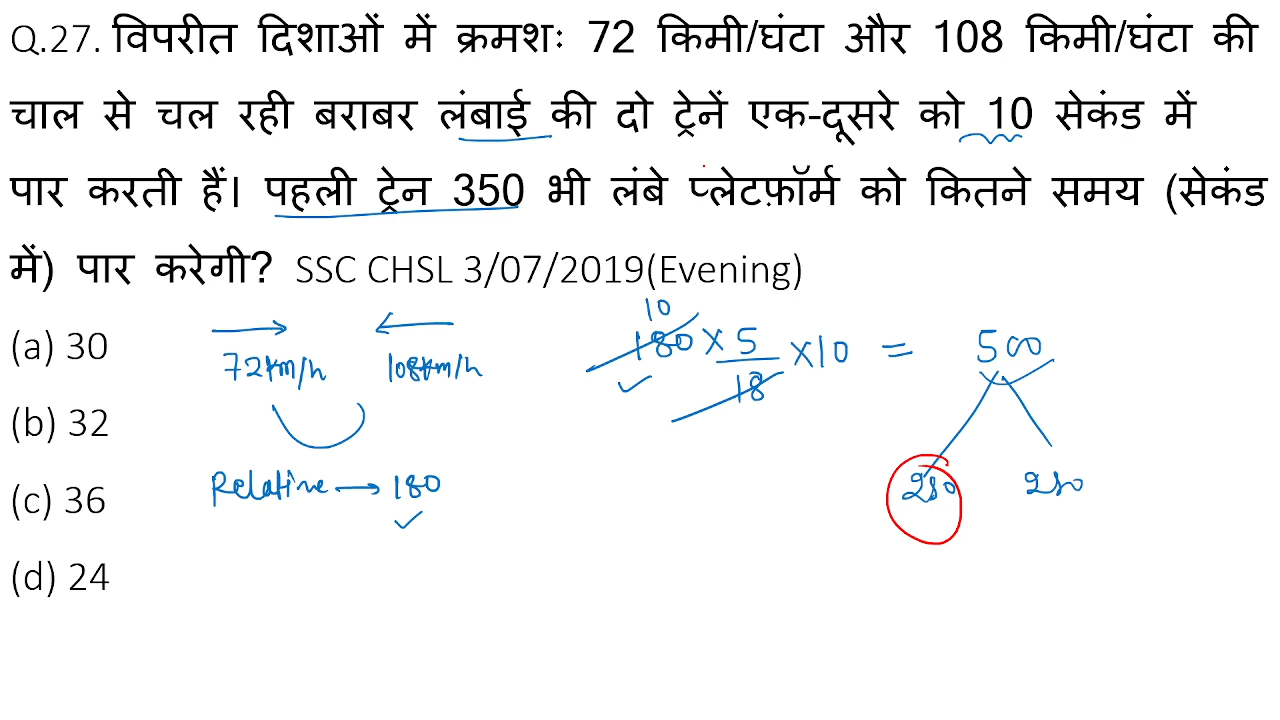 Q.27. विपरीत दिशाओं में क्रमशः 72 किमी/घंटा और 108 किमी/घंटा की
चाल से चल रही बराबर लंबाई की दो ट्रेनें एक-दूसरे को 10 सेकंड में
पार करती हैं। पहली ट्रेन 350 भी लंबे प्लेटफ़ॉर्म को कितने समय (सेकंड
में) पार करेगी? SSC CHSL 3/07/2019(Evening)
(a) 30
(b) 32
(c) 36
(d) 24
72km/h 108km/h
Relative → 180
10
180 × 5/18 × 10 = 500
250 250